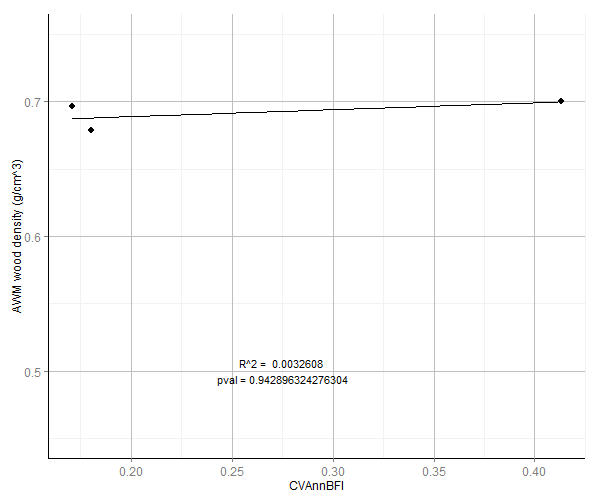 0.7
0.6
0.5
AWM wood density (g/cm^3)
R^2 =  0.0032608
pval = 0.942896324276304
0.20 0.25 0.30 0.35 0.40
CVAnnBFI